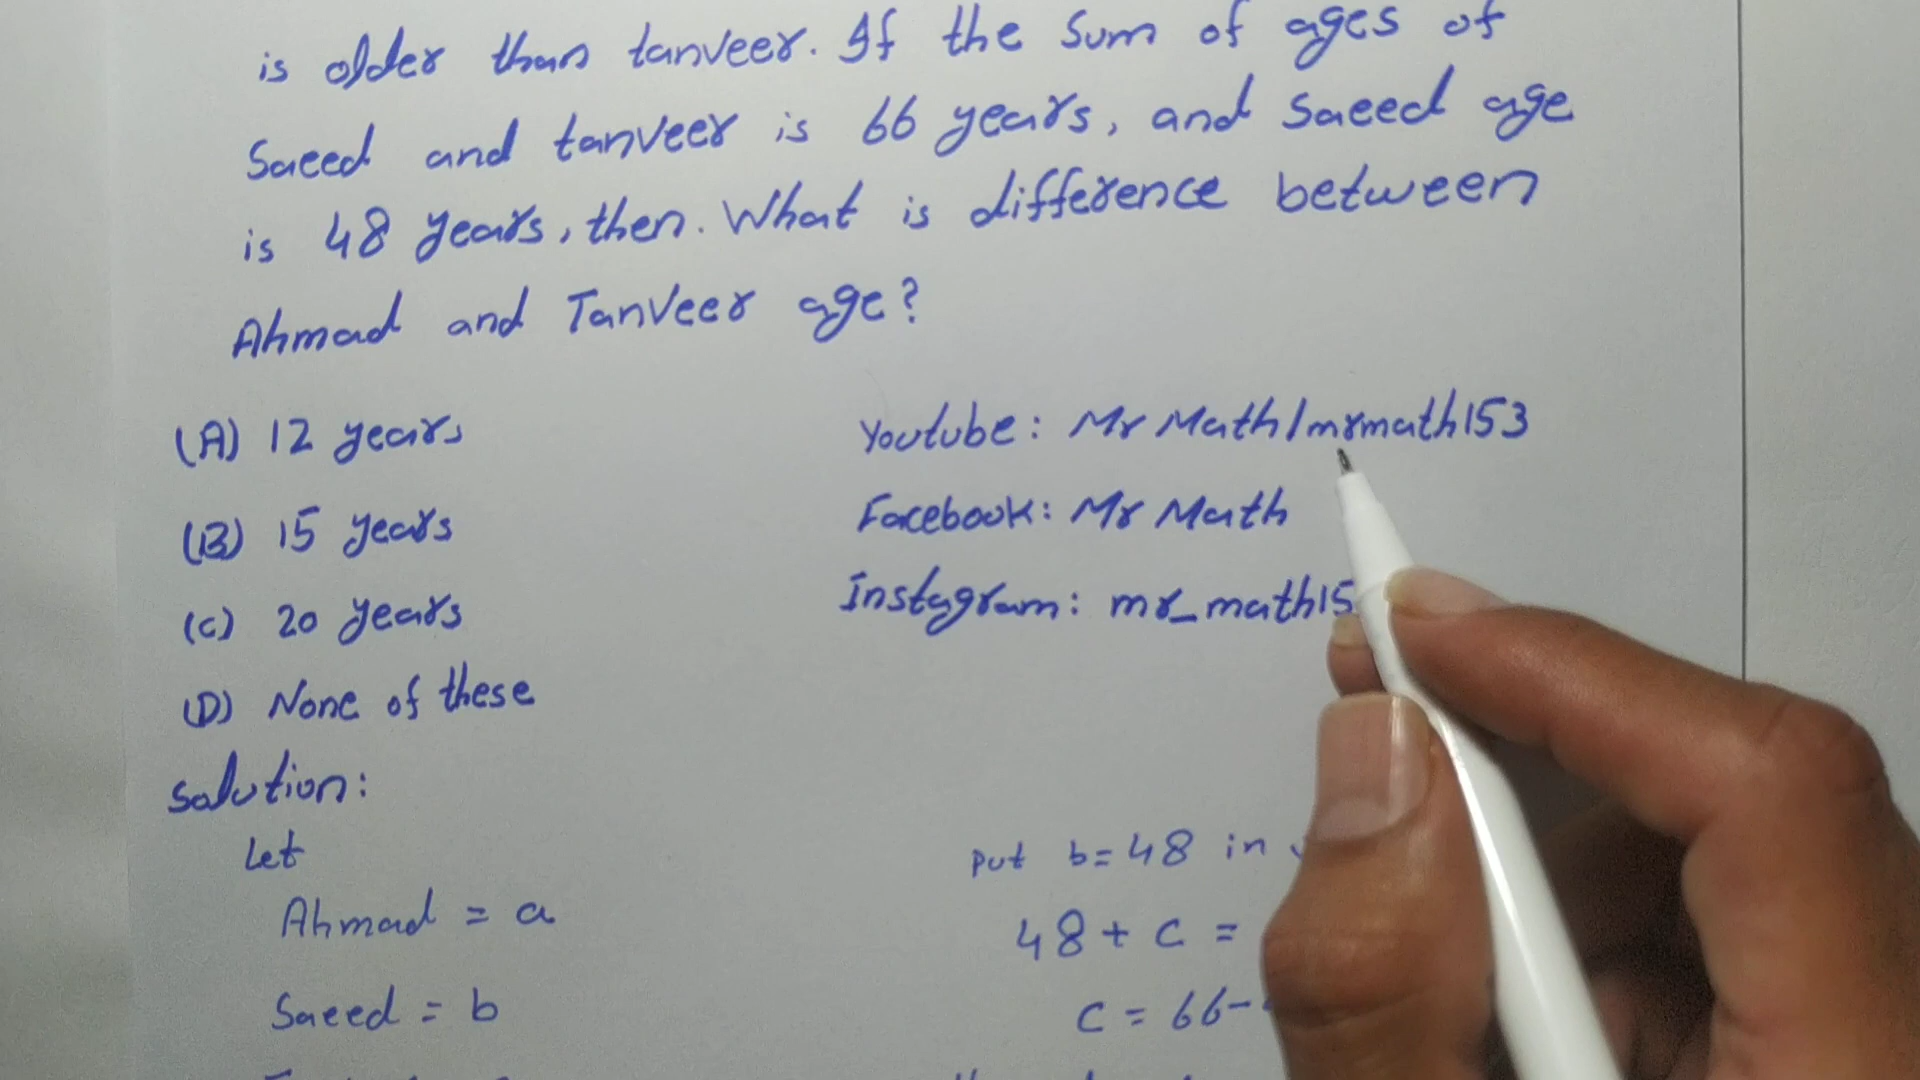 is older than tanveer. If the sum of ages of
Saeed and tanveer is 66 years, and Saeed age
is 48 years, then. What is difference between
Ahmad and Tanveer age?
(A) 12 years
(B) 15 years
(C) 20 years
(D) None of these
Youtube: Mr Math/mrmath153
Facebook: Mr Math
Instagram: mr_math15
Solution:
Let
Ahmad = a
Saeed = b
Put b=48 in
48 + c =
c = 66-